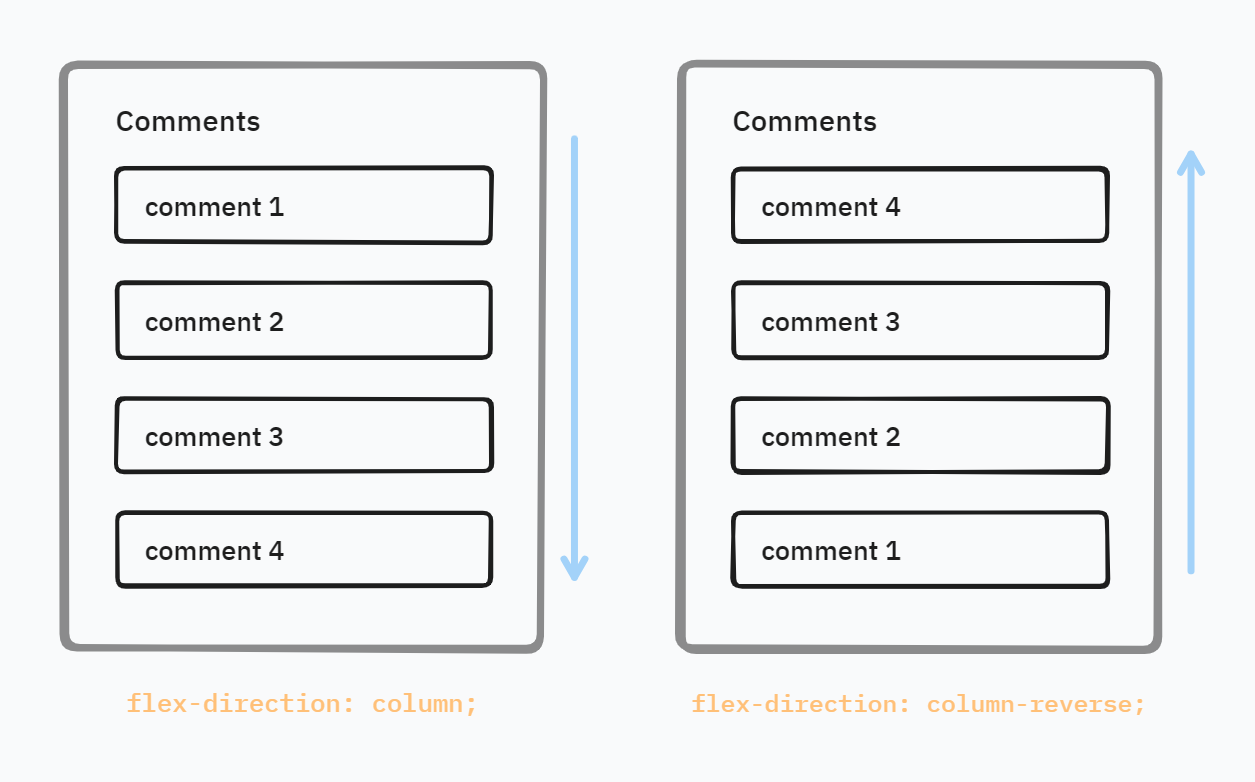 Comments
comment 1
comment 2
comment 3
comment 4
flex-direction: column;
Comments
comment 4
comment 3
comment 2
comment 1
flex-direction: column-reverse;